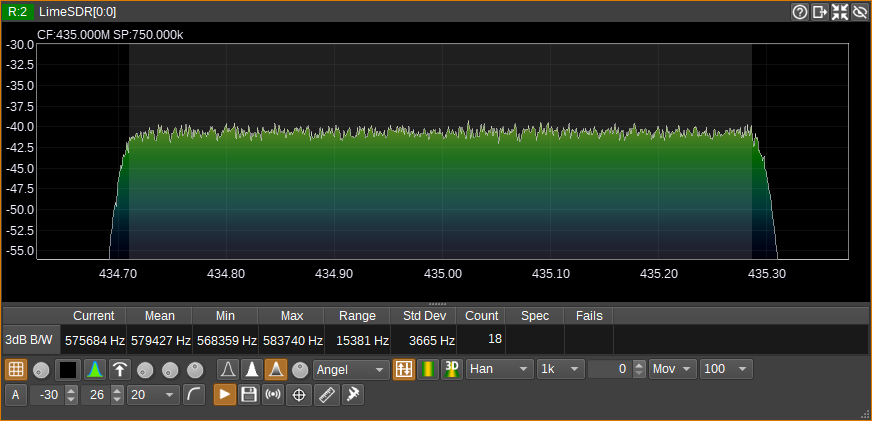 R:2 LimeSDR[0:0]
CF:435.000M SP:750.000k
-30.0
-32.5
-35.0
-37.5
-40.0
-42.5
-45.0
-47.5
-50.0
-52.5
-55.0
434.70 434.80 434.90 435.00 435.10 435.20 435.30
Current Mean Min Max Range Std Dev Count Spec Fails
3dB B/W 575684 Hz 579427 Hz 568359 Hz 583740 Hz 15381 Hz 3665 Hz 18
Angel 3D Han 1k 0 Mov 100
A -30 26 20